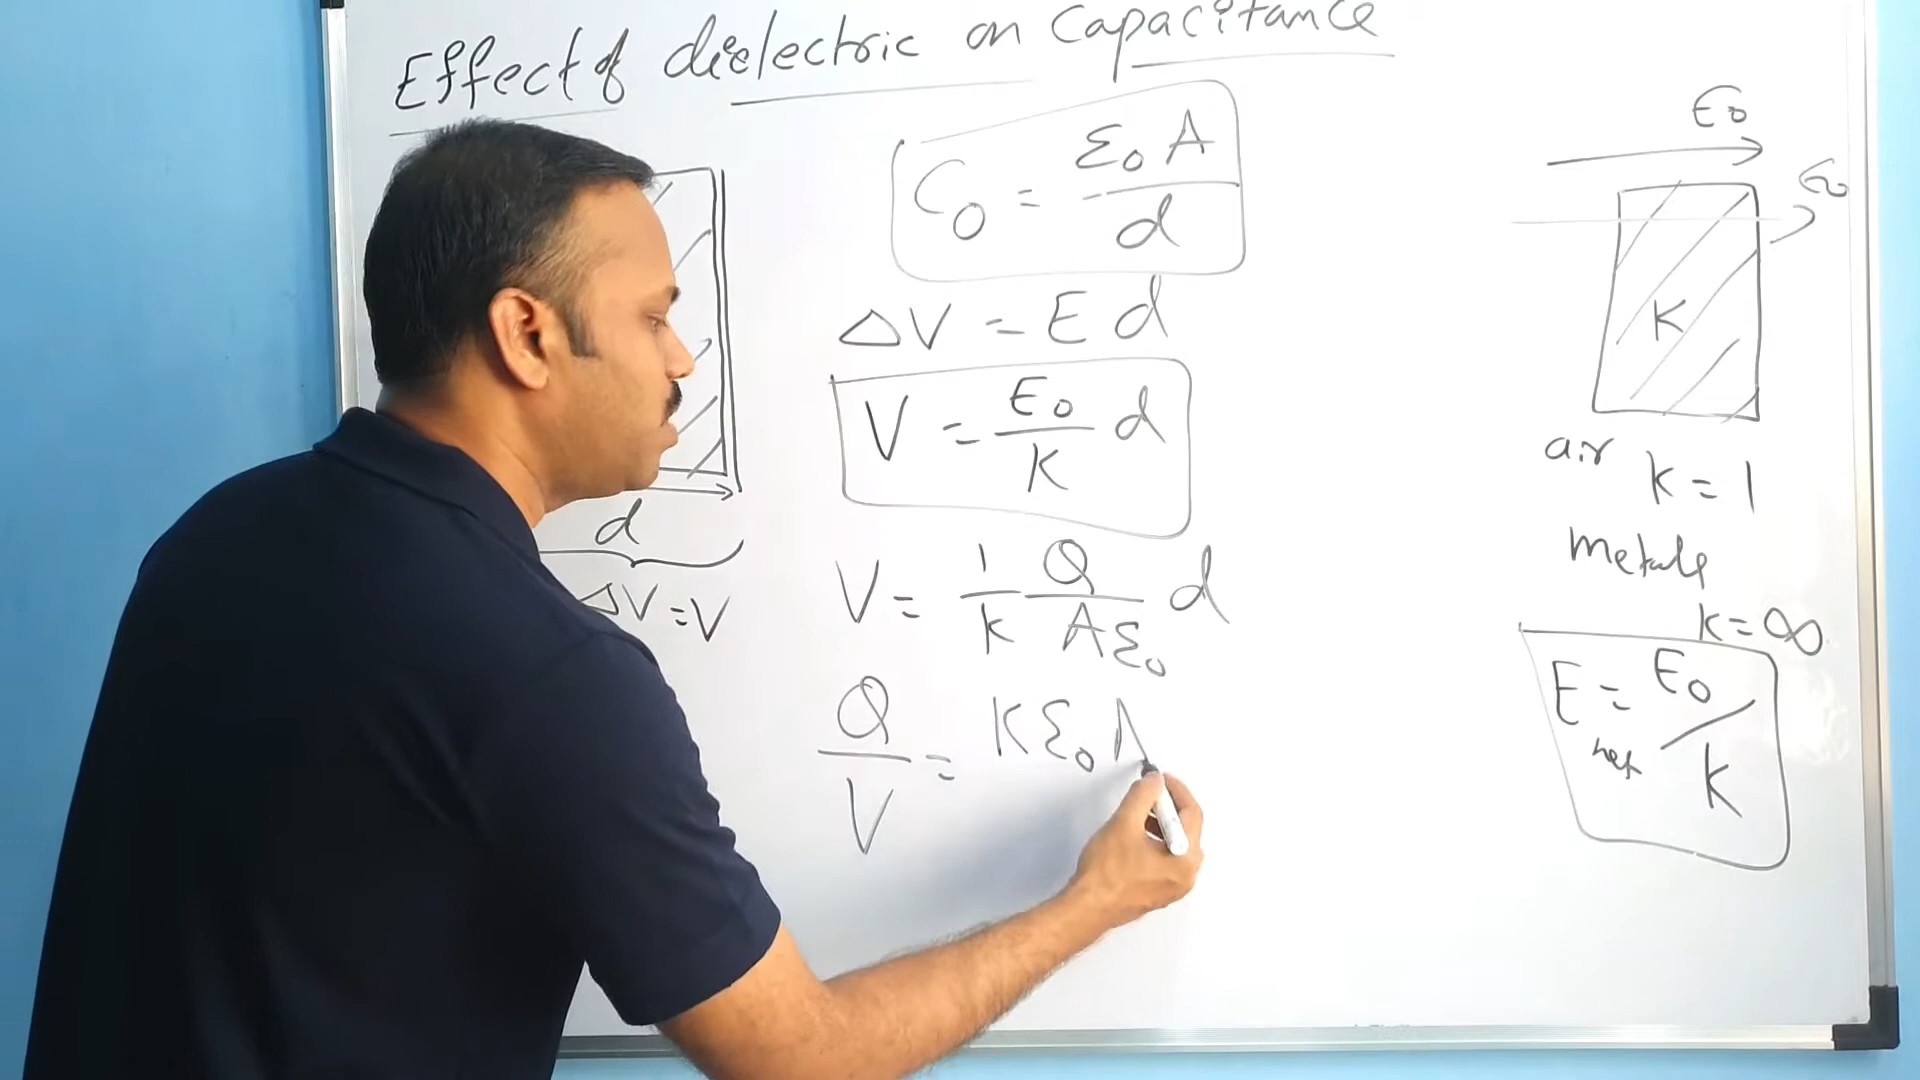 Effect of dielectric on Capacitance
C₀ = ε₀ A / d
ΔV = E d
V = E₀ / K d
V = 1 / K Q / Aε₀ d
Q / V = K ε₀ A
d
ΔV = V
E₀
E₀
K
air K = 1
metals
K = ∞
E net = E₀ / K